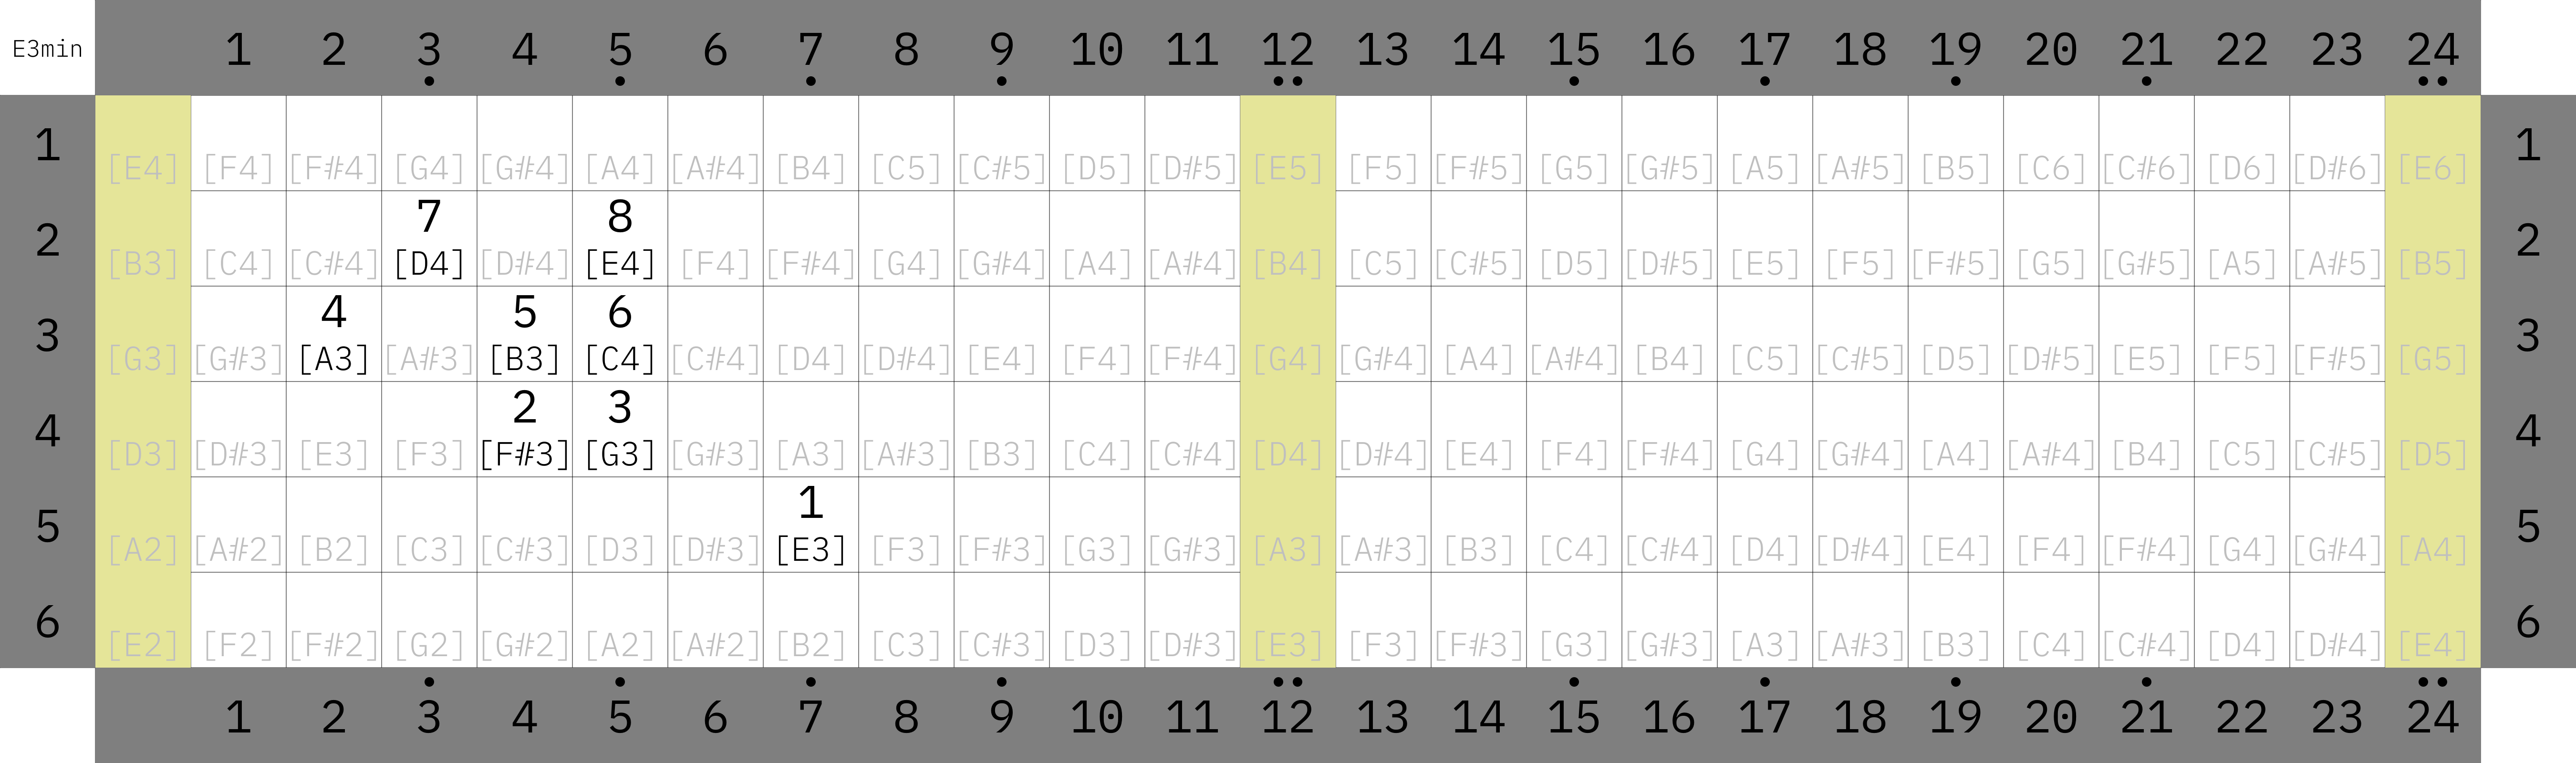 E3min 1 2 3 4 5 6 7 8 9 10 11 12 13 14 15 16 17 18 19 20 21 22 23 24
1 [E4] [F4] [F#4] [G4] [G#4] [A4] [A#4] [B4] [C5] [C#5] [D5] [D#5] [E5] [F5] [F#5] [G5] [G#5] [A5] [A#5] [B5] [C6] [C#6] [D6] [D#6] [E6] 1
7 8
2 [B3] [C4] [C#4] [D4] [D#4] [E4] [F4] [F#4] [G4] [G#4] [A4] [A#4] [B4] [C5] [C#5] [D5] [D#5] [E5] [F5] [F#5] [G5] [G#5] [A5] [A#5] [B5] 2
4 5 6
3 [G3] [G#3] [A3] [A#3] [B3] [C4] [C#4] [D4] [D#4] [E4] [F4] [F#4] [G4] [G#4] [A4] [A#4] [B4] [C5] [C#5] [D5] [D#5] [E5] [F5] [F#5] [G5] 3
2 3
4 [D3] [D#3] [E3] [F3] [F#3] [G3] [G#3] [A3] [A#3] [B3] [C4] [C#4] [D4] [D#4] [E4] [F4] [F#4] [G4] [G#4] [A4] [A#4] [B4] [C5] [C#5] [D5] 4
1
5 [A2] [A#2] [B2] [C3] [C#3] [D3] [D#3] [E3] [F3] [F#3] [G3] [G#3] [A3] [A#3] [B3] [C4] [C#4] [D4] [D#4] [E4] [F4] [F#4] [G4] [G#4] [A4] 5
6 [E2] [F2] [F#2] [G2] [G#2] [A2] [A#2] [B2] [C3] [C#3] [D3] [D#3] [E3] [F3] [F#3] [G3] [G#3] [A3] [A#3] [B3] [C4] [C#4] [D4] [D#4] [E4] 6
1 2 3 4 5 6 7 8 9 10 11 12 13 14 15 16 17 18 19 20 21 22 23 24